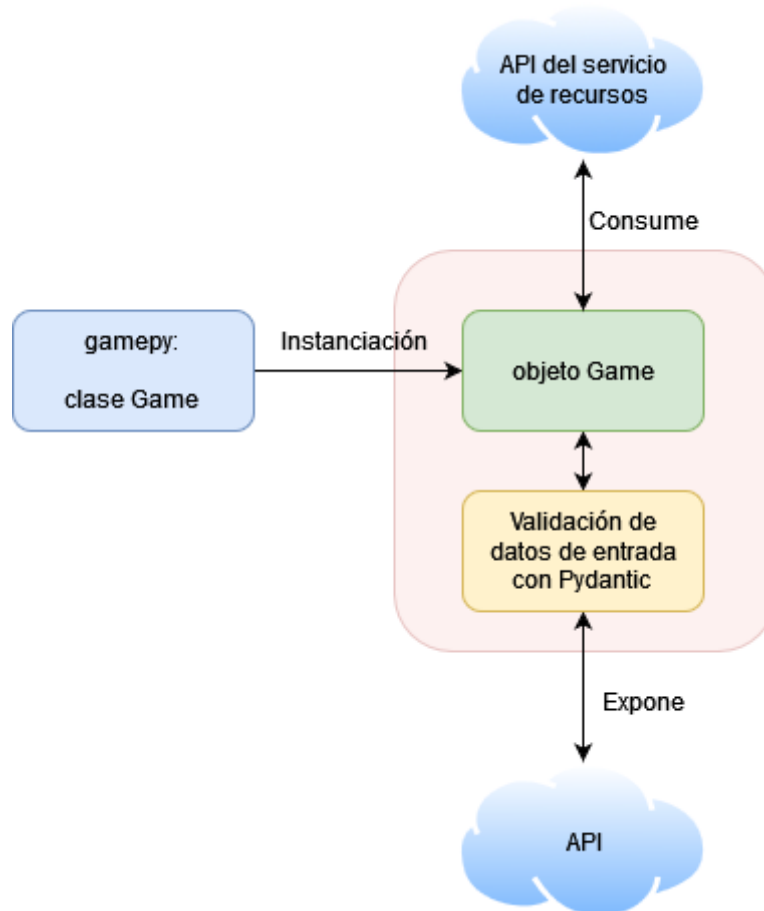 API del servicio
de recursos
Consume
gamepy:
clase Game
Instanciación
objeto Game
Validación de
datos de entrada
con Pydantic
Expone
API